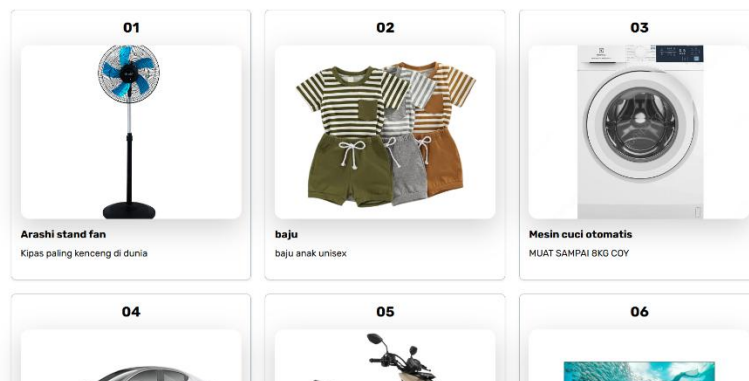 01
02
03
Arashi stand fan
Kipas paling kenceng di dunia
baju
baju anak unisex
Mesin cuci otomatis
MUAT SAMPAI 8KG COY
04
05
06